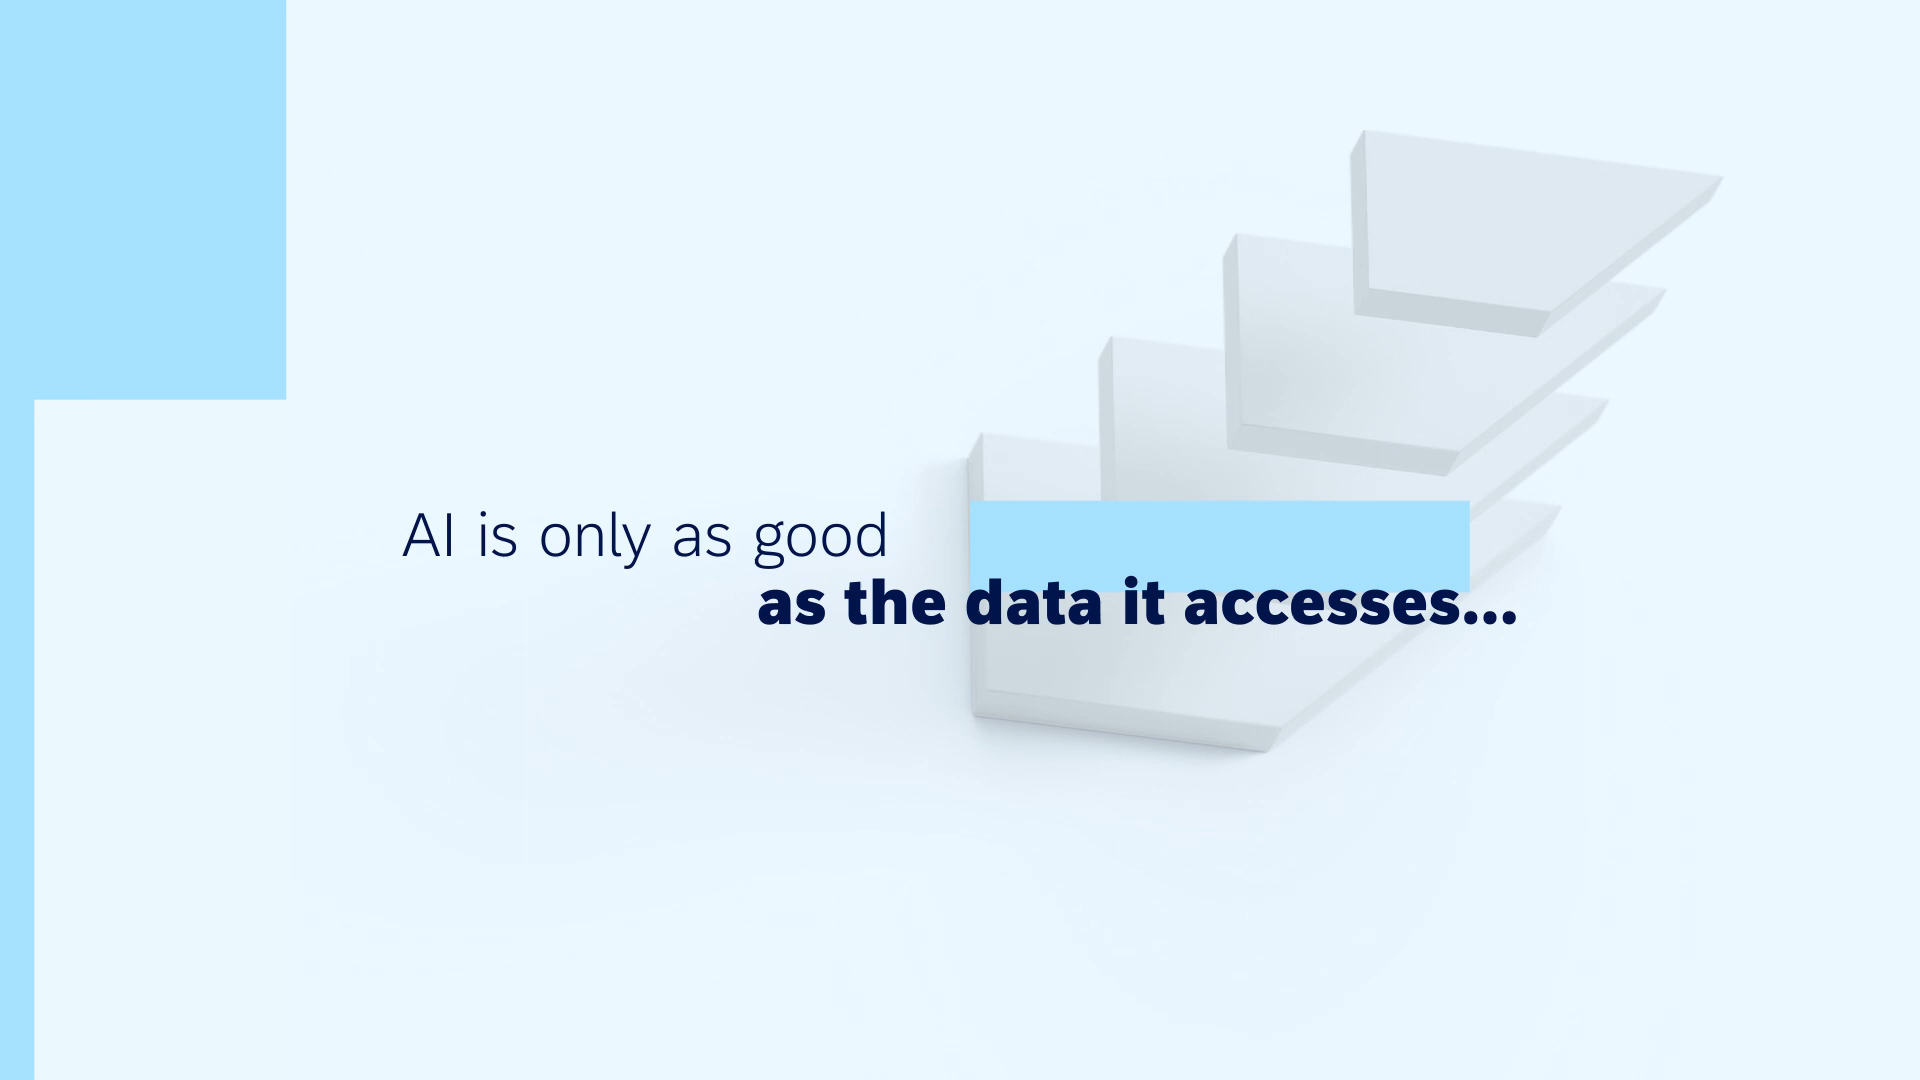 AI is only as good
as the data it accesses...